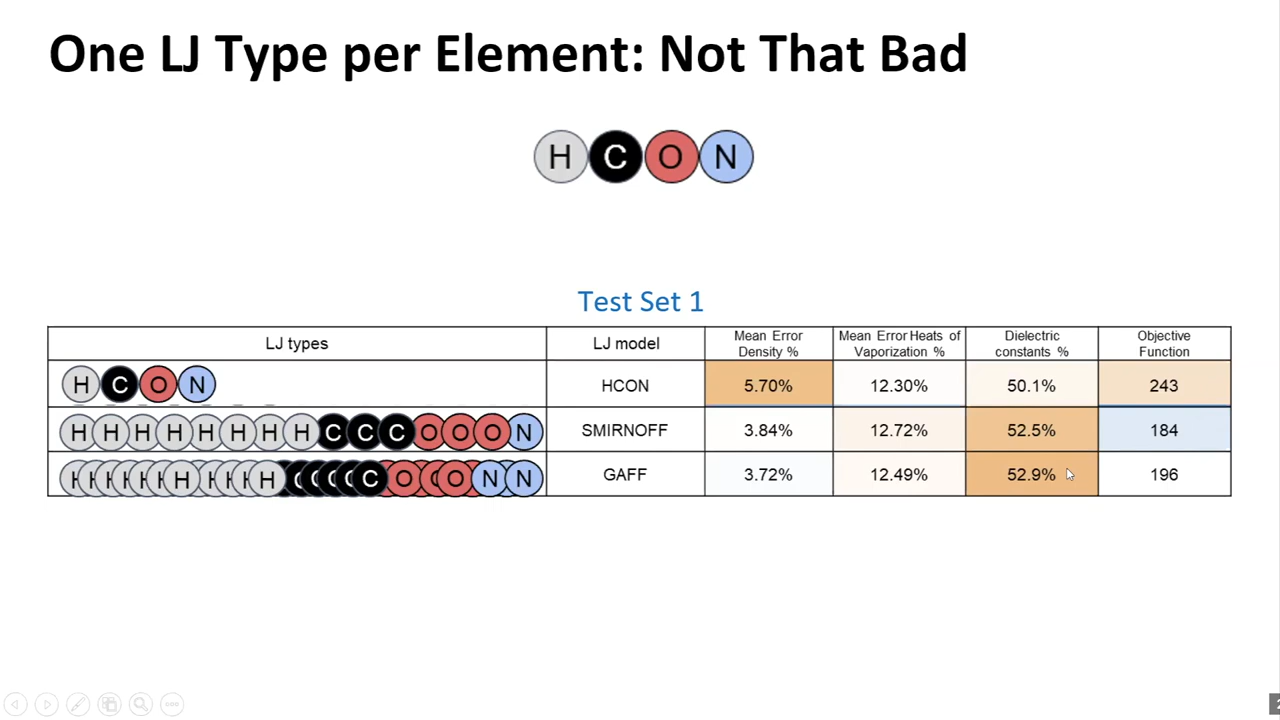 One LJ Type per Element: Not That Bad
H C O N
Test Set 1
LJ types
LJ model
Mean Error
Density %
Mean Error Heats of
Vaporization %
Dielectric
constants %
Objective
Function
H C O N
HCON
5.70%
12.30%
50.1%
243
H H H H H H H H C C C O O O N
SMIRNOFF
3.84%
12.72%
52.5%
184
GAFF
3.72%
12.49%
52.9%
196